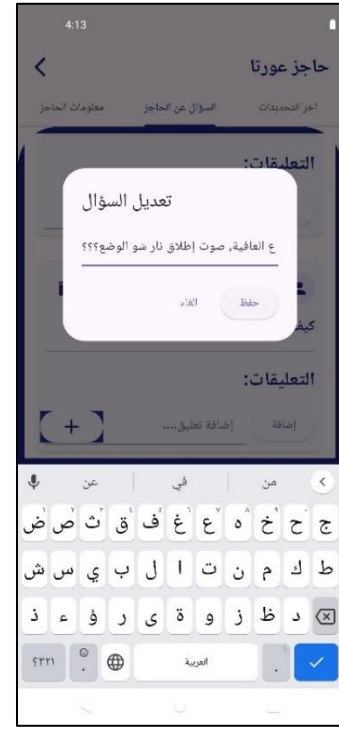 4:13
حاجز عورتا
اخر التحديثات السؤال عن الحاجز معلومات الحاجز
التعليقات:
تعديل السؤال
ع العافية, صوت إطلاق نار شو الوضع؟؟؟
حفظ الغاء
التعليقات:
إضافة إضافة تعليق....
من في عن
ض ص ث ق ف غ ع ه خ ح ج
ش س ي ب ل ا ت ن م ك ط
ذ ء ؤ ر ى ة و ز ظ د
؟٣٢١ ، العربية .